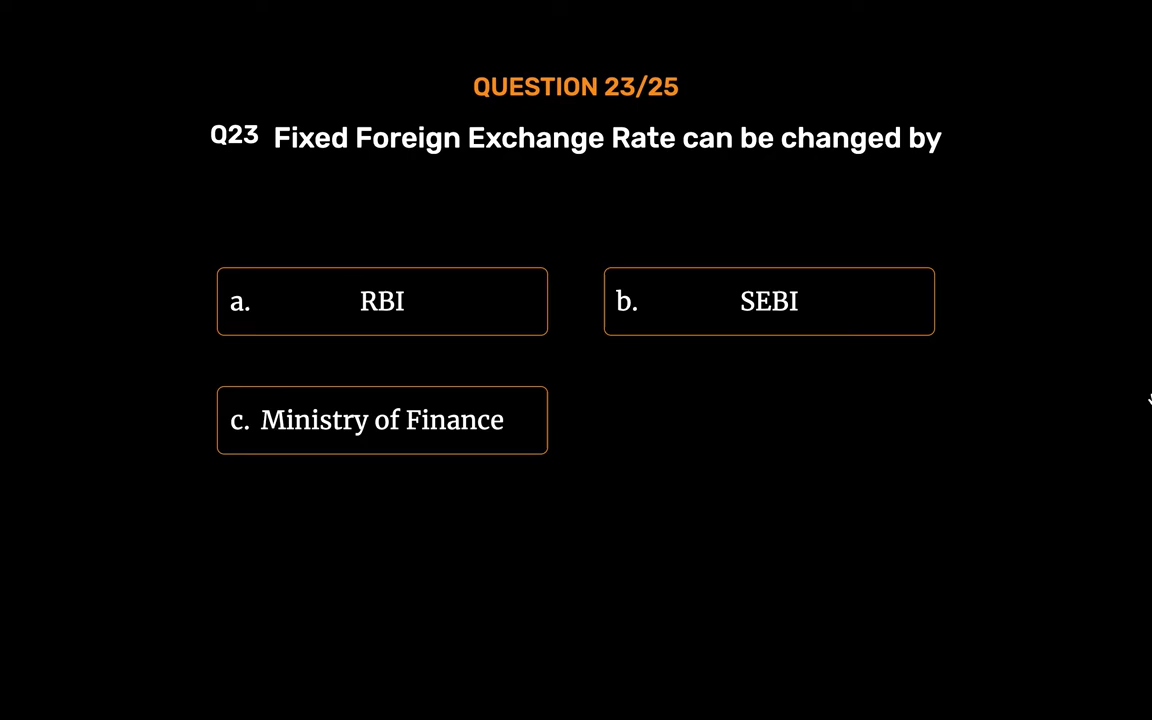 QUESTION 23/25
Q23 Fixed Foreign Exchange Rate can be changed by
a. RBI
b. SEBI
c. Ministry of Finance